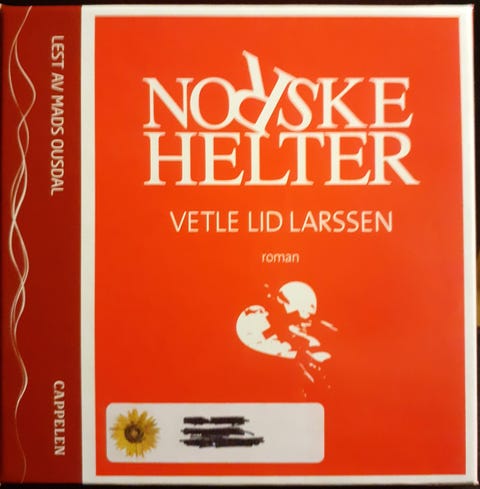 LEST AV MADS OUSDAL
CAPPELEN
NORSKE
HELTER
VETLE LID LARSSEN
roman